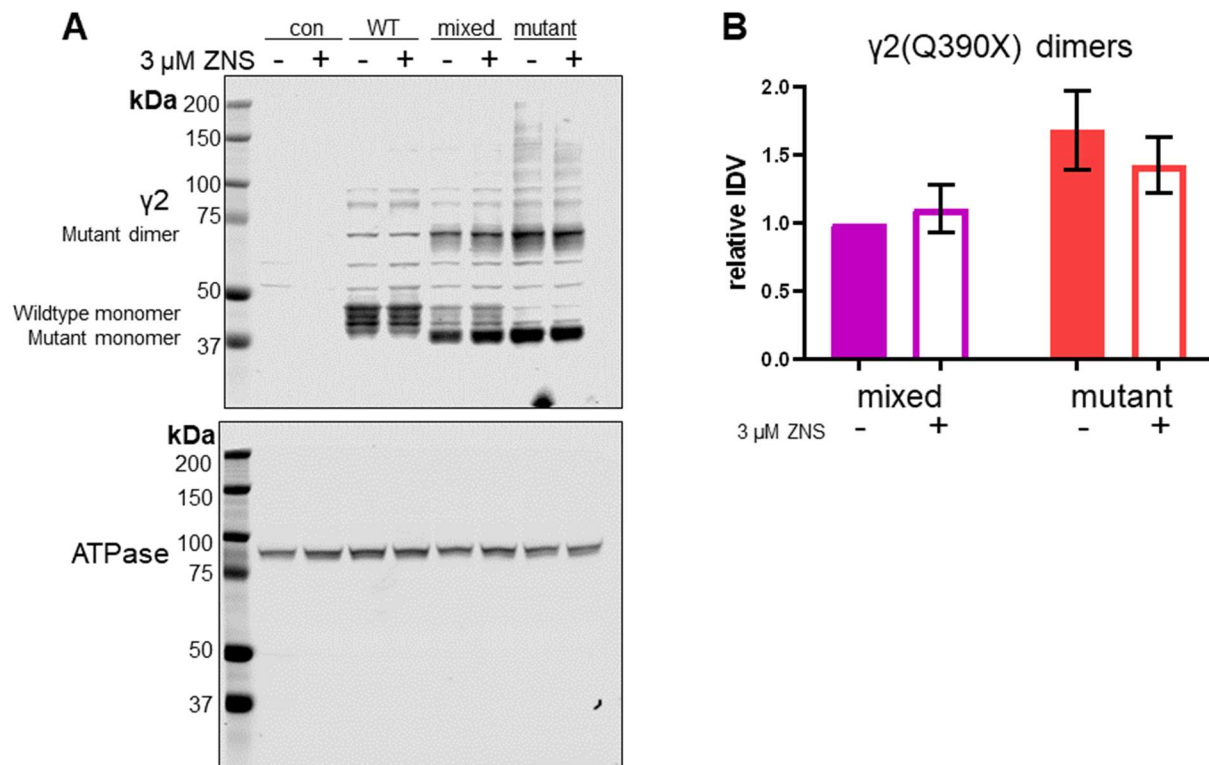 A
con WT mixed mutant
3 μM ZNS - + - + - + - +
kDa 200
150
100
γ2
75
Mutant dimer
50
Wildtype monomer
Mutant monomer
37
kDa
200
150
100
ATPase
75
50
37
B
γ2(Q390X) dimers
relative IDV
2.0
1.5
1.0
0.5
0.0
mixed mutant
3 μM ZNS - + - +